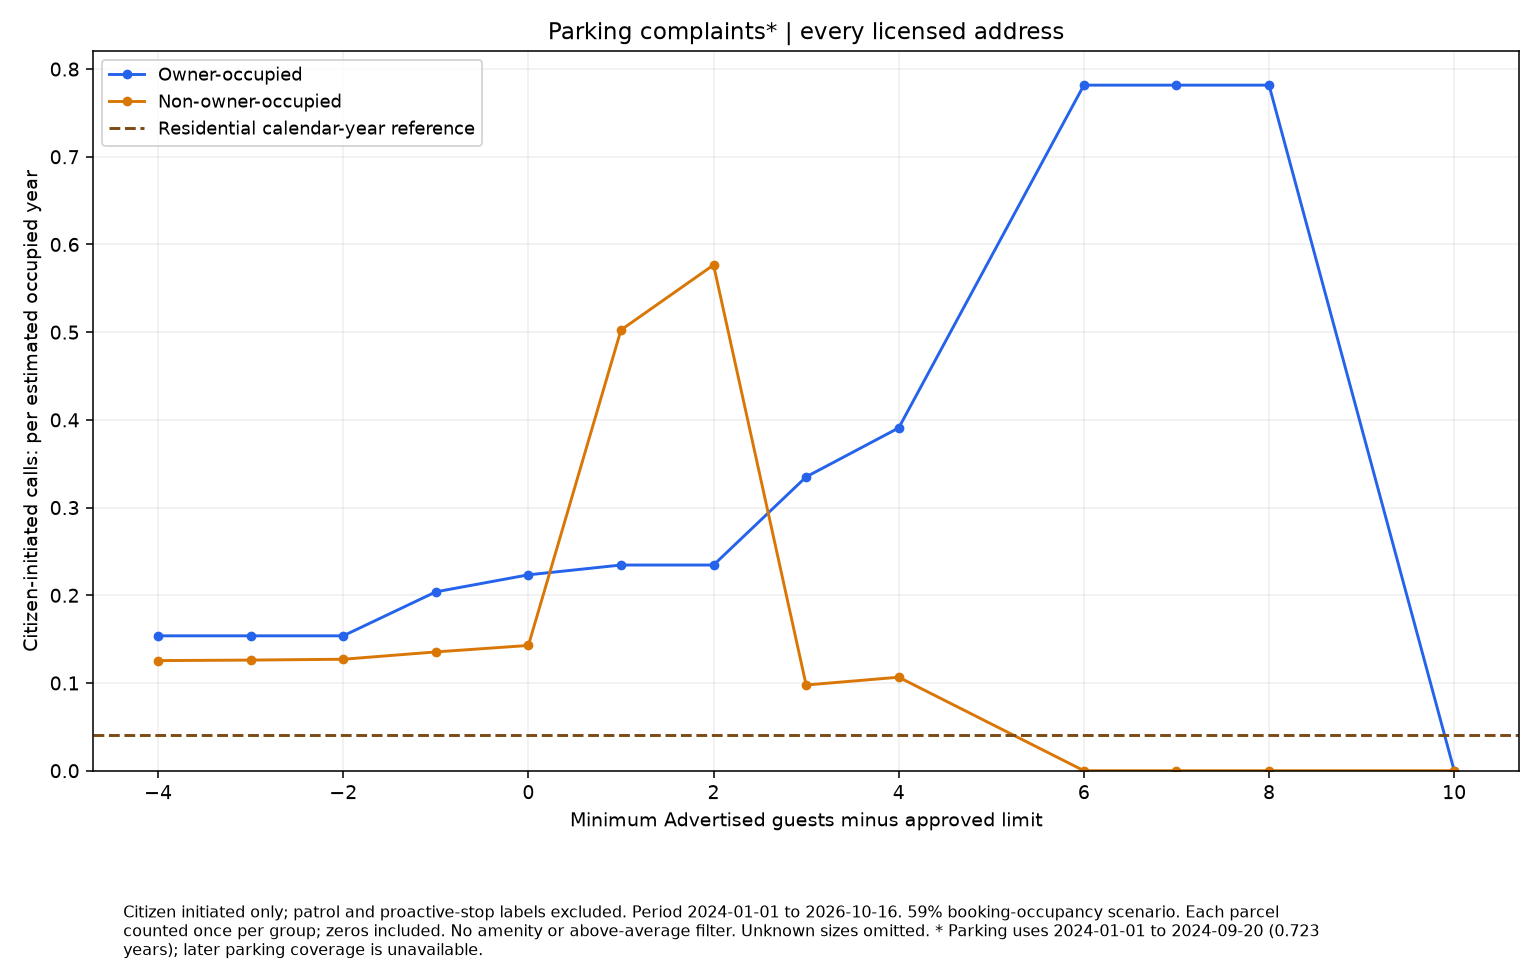 Parking complaints* | every licensed address
Owner-occupied
Non-owner-occupied
Residential calendar-year reference
Citizen-initiated calls: per estimated occupied year
0.8
0.7
0.6
0.5
0.4
0.3
0.2
0.1
0.0
−4
−2
0
2
4
6
8
10
Minimum Advertised guests minus approved limit
Citizen initiated only; patrol and proactive-stop labels excluded. Period 2024-01-01 to 2026-10-16. 59% booking-occupancy scenario. Each parcel
counted once per group; zeros included. No amenity or above-average filter. Unknown sizes omitted. * Parking uses 2024-01-01 to 2024-09-20 (0.723
years); later parking coverage is unavailable.